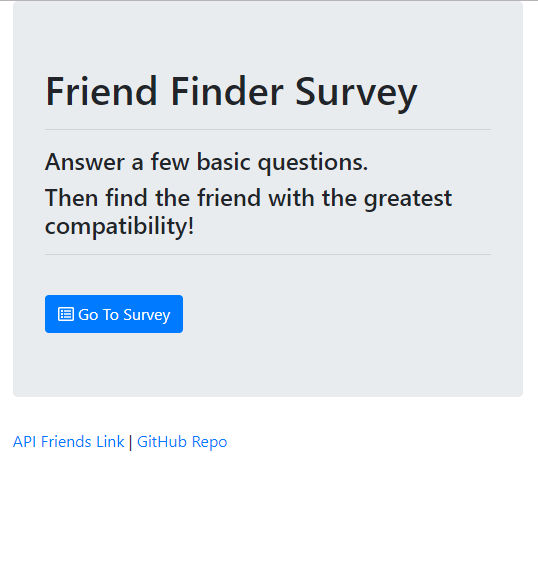 Friend Finder Survey
Answer a few basic questions.
Then find the friend with the greatest
compatibility!
Go To Survey
API Friends Link | GitHub Repo